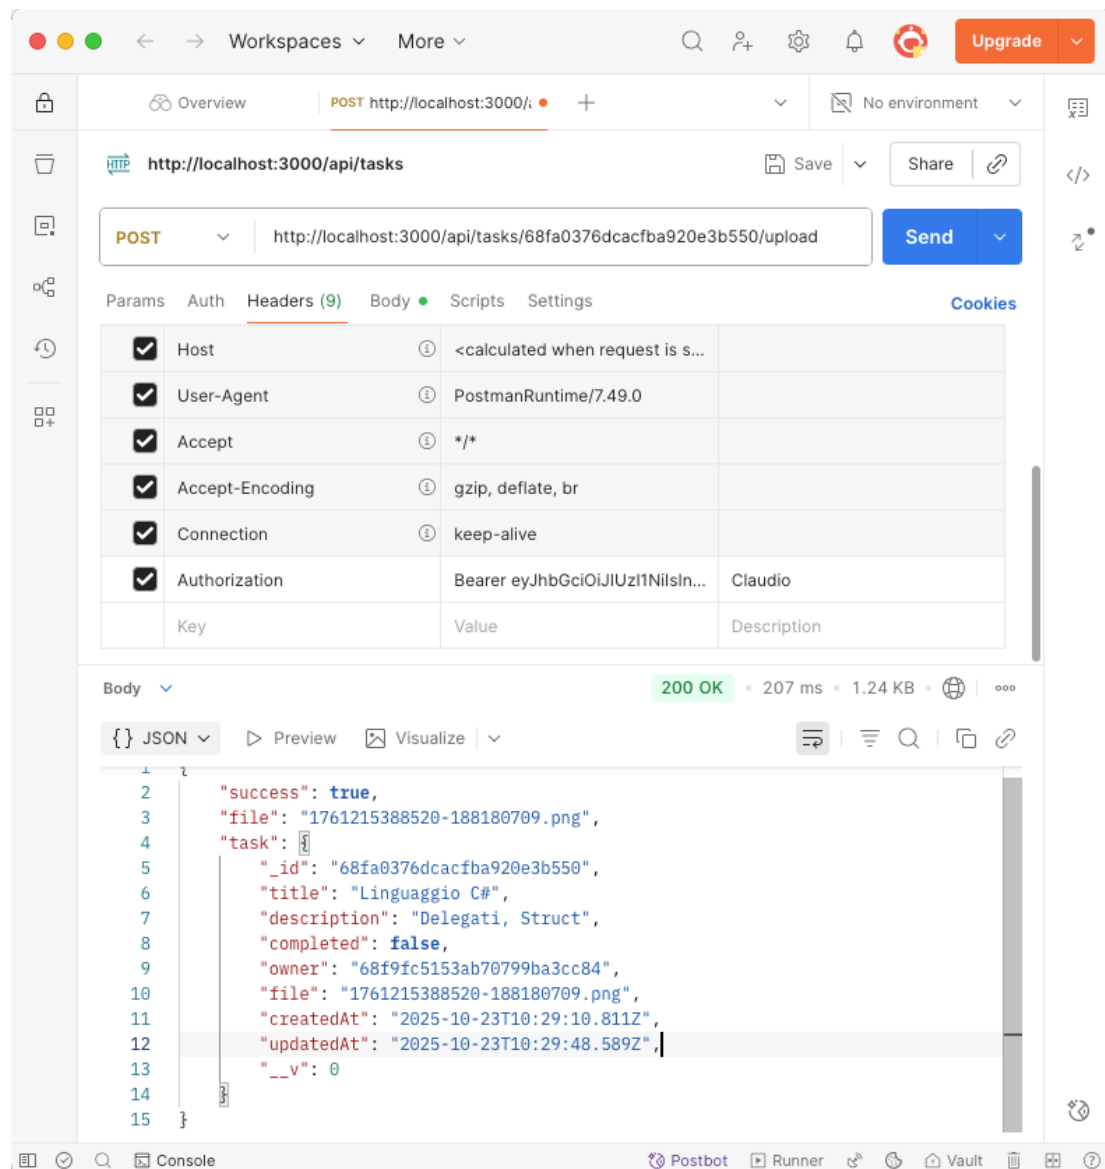 Workspaces More Upgrade
Overview POST http://localhost:3000/a No environment
HTTP http://localhost:3000/api/tasks Save Share
POST http://localhost:3000/api/tasks/68fa0376dcacfba920e3b550/upload Send
Params Auth Headers (9) Body Scripts Settings Cookies
Host <calculated when request is s...
User-Agent PostmanRuntime/7.49.0
Accept */*
Accept-Encoding gzip, deflate, br
Connection keep-alive
Authorization Bearer eyJhbGciOiJIUzI1NiIsIn... Claudio
Key Value Description
Body 200 OK 207 ms 1.24 KB
{} JSON Preview Visualize
1 {
2 "success": true,
3 "file": "1761215388520-188180709.png",
4 "task": {
5 "_id": "68fa0376dcacfba920e3b550",
6 "title": "Linguaggio C#",
7 "description": "Delegati, Struct",
8 "completed": false,
9 "owner": "68f9fc5153ab70799ba3cc84",
10 "file": "1761215388520-188180709.png",
11 "createdAt": "2025-10-23T10:29:10.811Z",
12 "updatedAt": "2025-10-23T10:29:48.589Z",
13 "__v": 0
14 }
15 }
Console Postbot Runner Vault